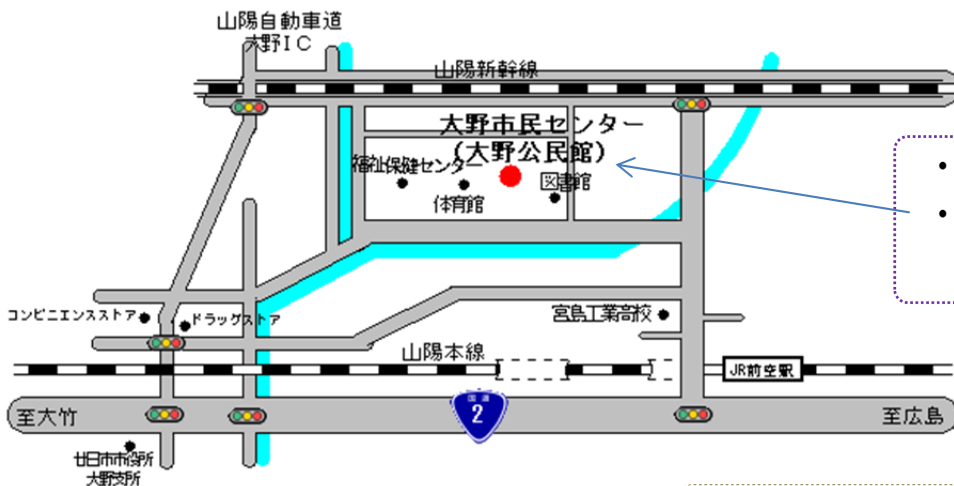 山陽自動車道
大野IC
山陽新幹線
大野市民センター
（大野公民館）
福祉保健センター
図書館
体育館
コンビニエンスストア
ドラッグストア
宮島工業高校
山陽本線
JR前空駅
至大竹
国道
2
至広島
廿日市市役所
大野支所